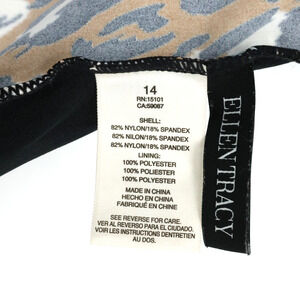 14
RN:15101
CA:59087
SHELL:
82% NYLON/18% SPANDEX
82% NILON/18% SPANDEX
82% NYLON/18% SPANDEX
LINING:
100% POLYESTER
100% POLIÉSTER
100% POLYESTER
MADE IN CHINA
HECHO EN CHINA
FABRIQUÉ EN CHINE
SEE REVERSE FOR CARE.
VER AL REVERSO PARA EL CUIDADO.
VOIR LES INSTRUCTIONS D'ENTRETIEN
AU DOS.
ELLEN TRACY